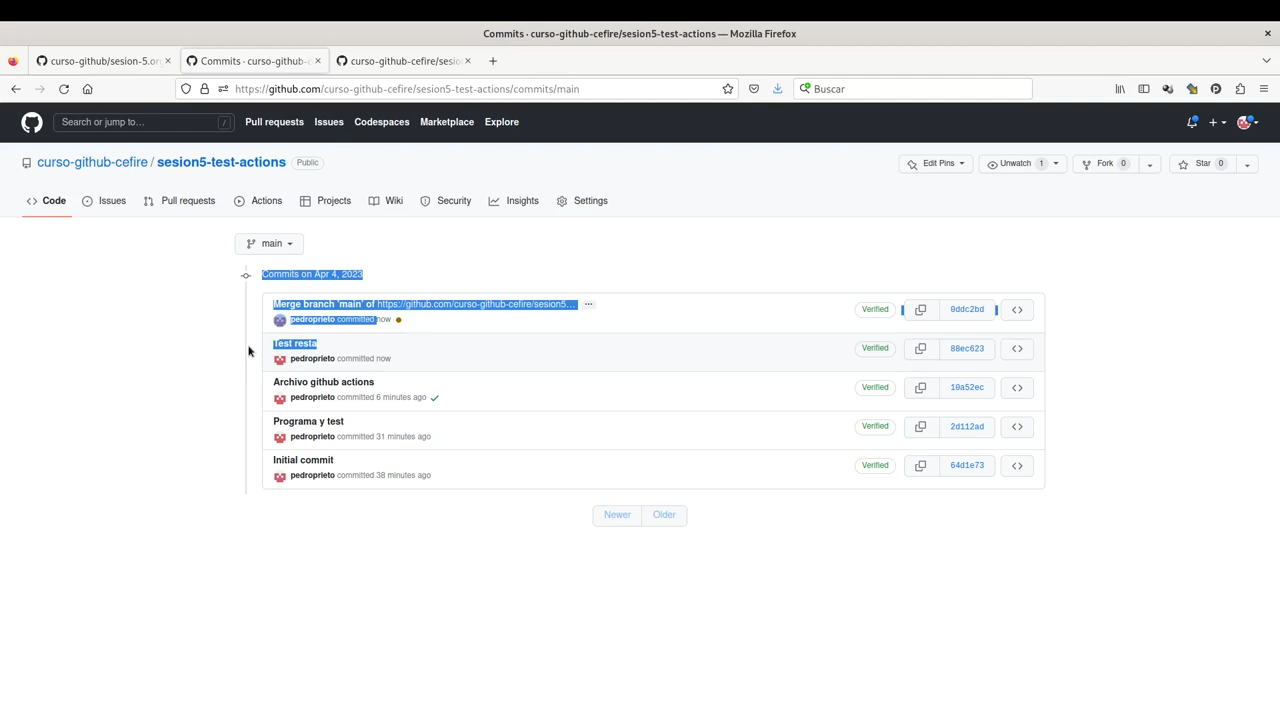 Commits · curso-github-cefire/sesion5-test-actions — Mozilla Firefox
curso-github/sesion-5.or
Commits · curso-github-
curso-github-cefire/sesio
https://github.com/curso-github-cefire/sesion5-test-actions/commits/main
Buscar
Search or jump to…
/
Pull requests
Issues
Codespaces
Marketplace
Explore
curso-github-cefire / sesion5-test-actions
Public
Edit Pins
Unwatch 1
Fork 0
Star 0
Code
Issues
Pull requests
Actions
Projects
Wiki
Security
Insights
Settings
main
Commits on Apr 4, 2023
Merge branch 'main' of https://github.com/curso-github-cefire/sesion5… ...
pedroprieto committed now
Verified
0ddc2bd
Test resta
pedroprieto committed now
Verified
88ec623
Archivo github actions
pedroprieto committed 6 minutes ago
Verified
10a52ec
Programa y test
pedroprieto committed 31 minutes ago
Verified
2d112ad
Initial commit
pedroprieto committed 38 minutes ago
Verified
64d1e73
Newer
Older